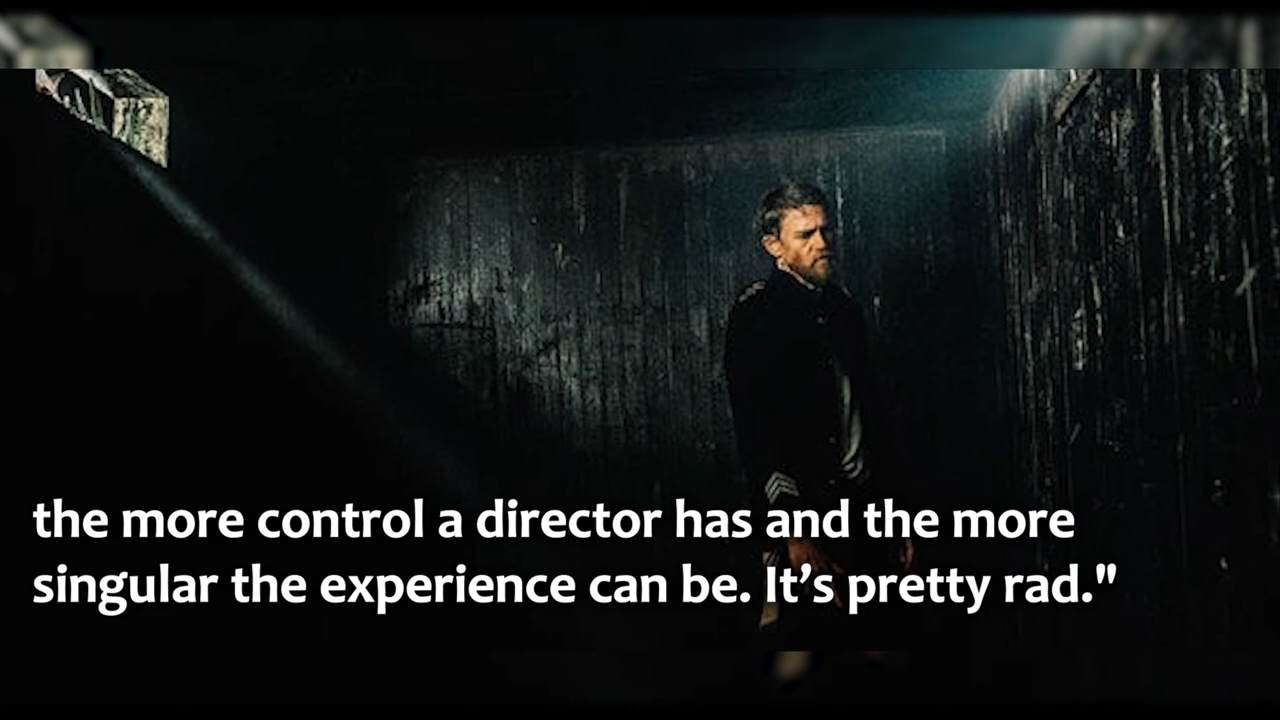 the more control a director has and the more
singular the experience can be. It’s pretty rad."